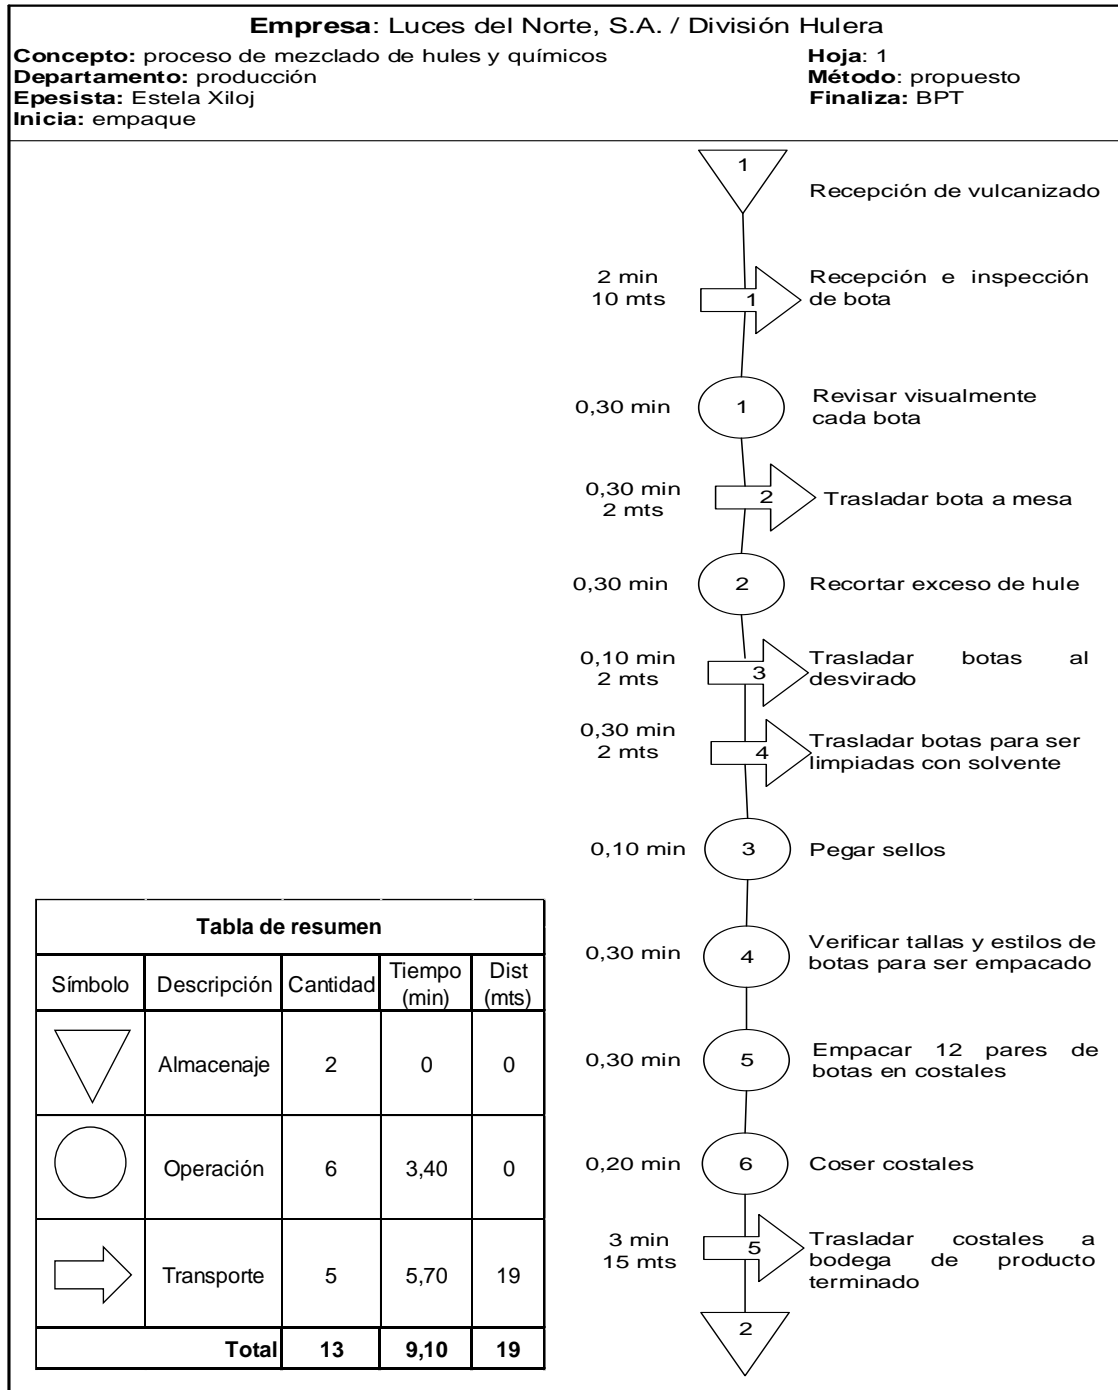 Empresa: Luces del Norte, S.A. / División Hulera
Concepto: proceso de mezclado de hules y químicos
Departamento: producción
Epesista: Estela Xiloj
Inicia: empaque
Hoja: 1
Método: propuesto
Finaliza: BPT
1
Recepción de vulcanizado
2 min
10 mts
1
Recepción e inspección
de bota
0,30 min
1
Revisar visualmente
cada bota
0,30 min
2 mts
2
Trasladar bota a mesa
0,30 min
2
Recortar exceso de hule
0,10 min
2 mts
3
Trasladar botas al
desvirado
0,30 min
2 mts
4
Trasladar botas para ser
limpiadas con solvente
0,10 min
3
Pegar sellos
0,30 min
4
Verificar tallas y estilos de
botas para ser empacado
0,30 min
5
Empacar 12 pares de
botas en costales
0,20 min
6
Coser costales
3 min
15 mts
5
Trasladar costales a
bodega de producto
terminado
2
Tabla de resumen
Símbolo Descripción Cantidad Tiempo (min) Dist (mts)
Almacenaje 2 0 0
Operación 6 3,40 0
Transporte 5 5,70 19
Total 13 9,10 19